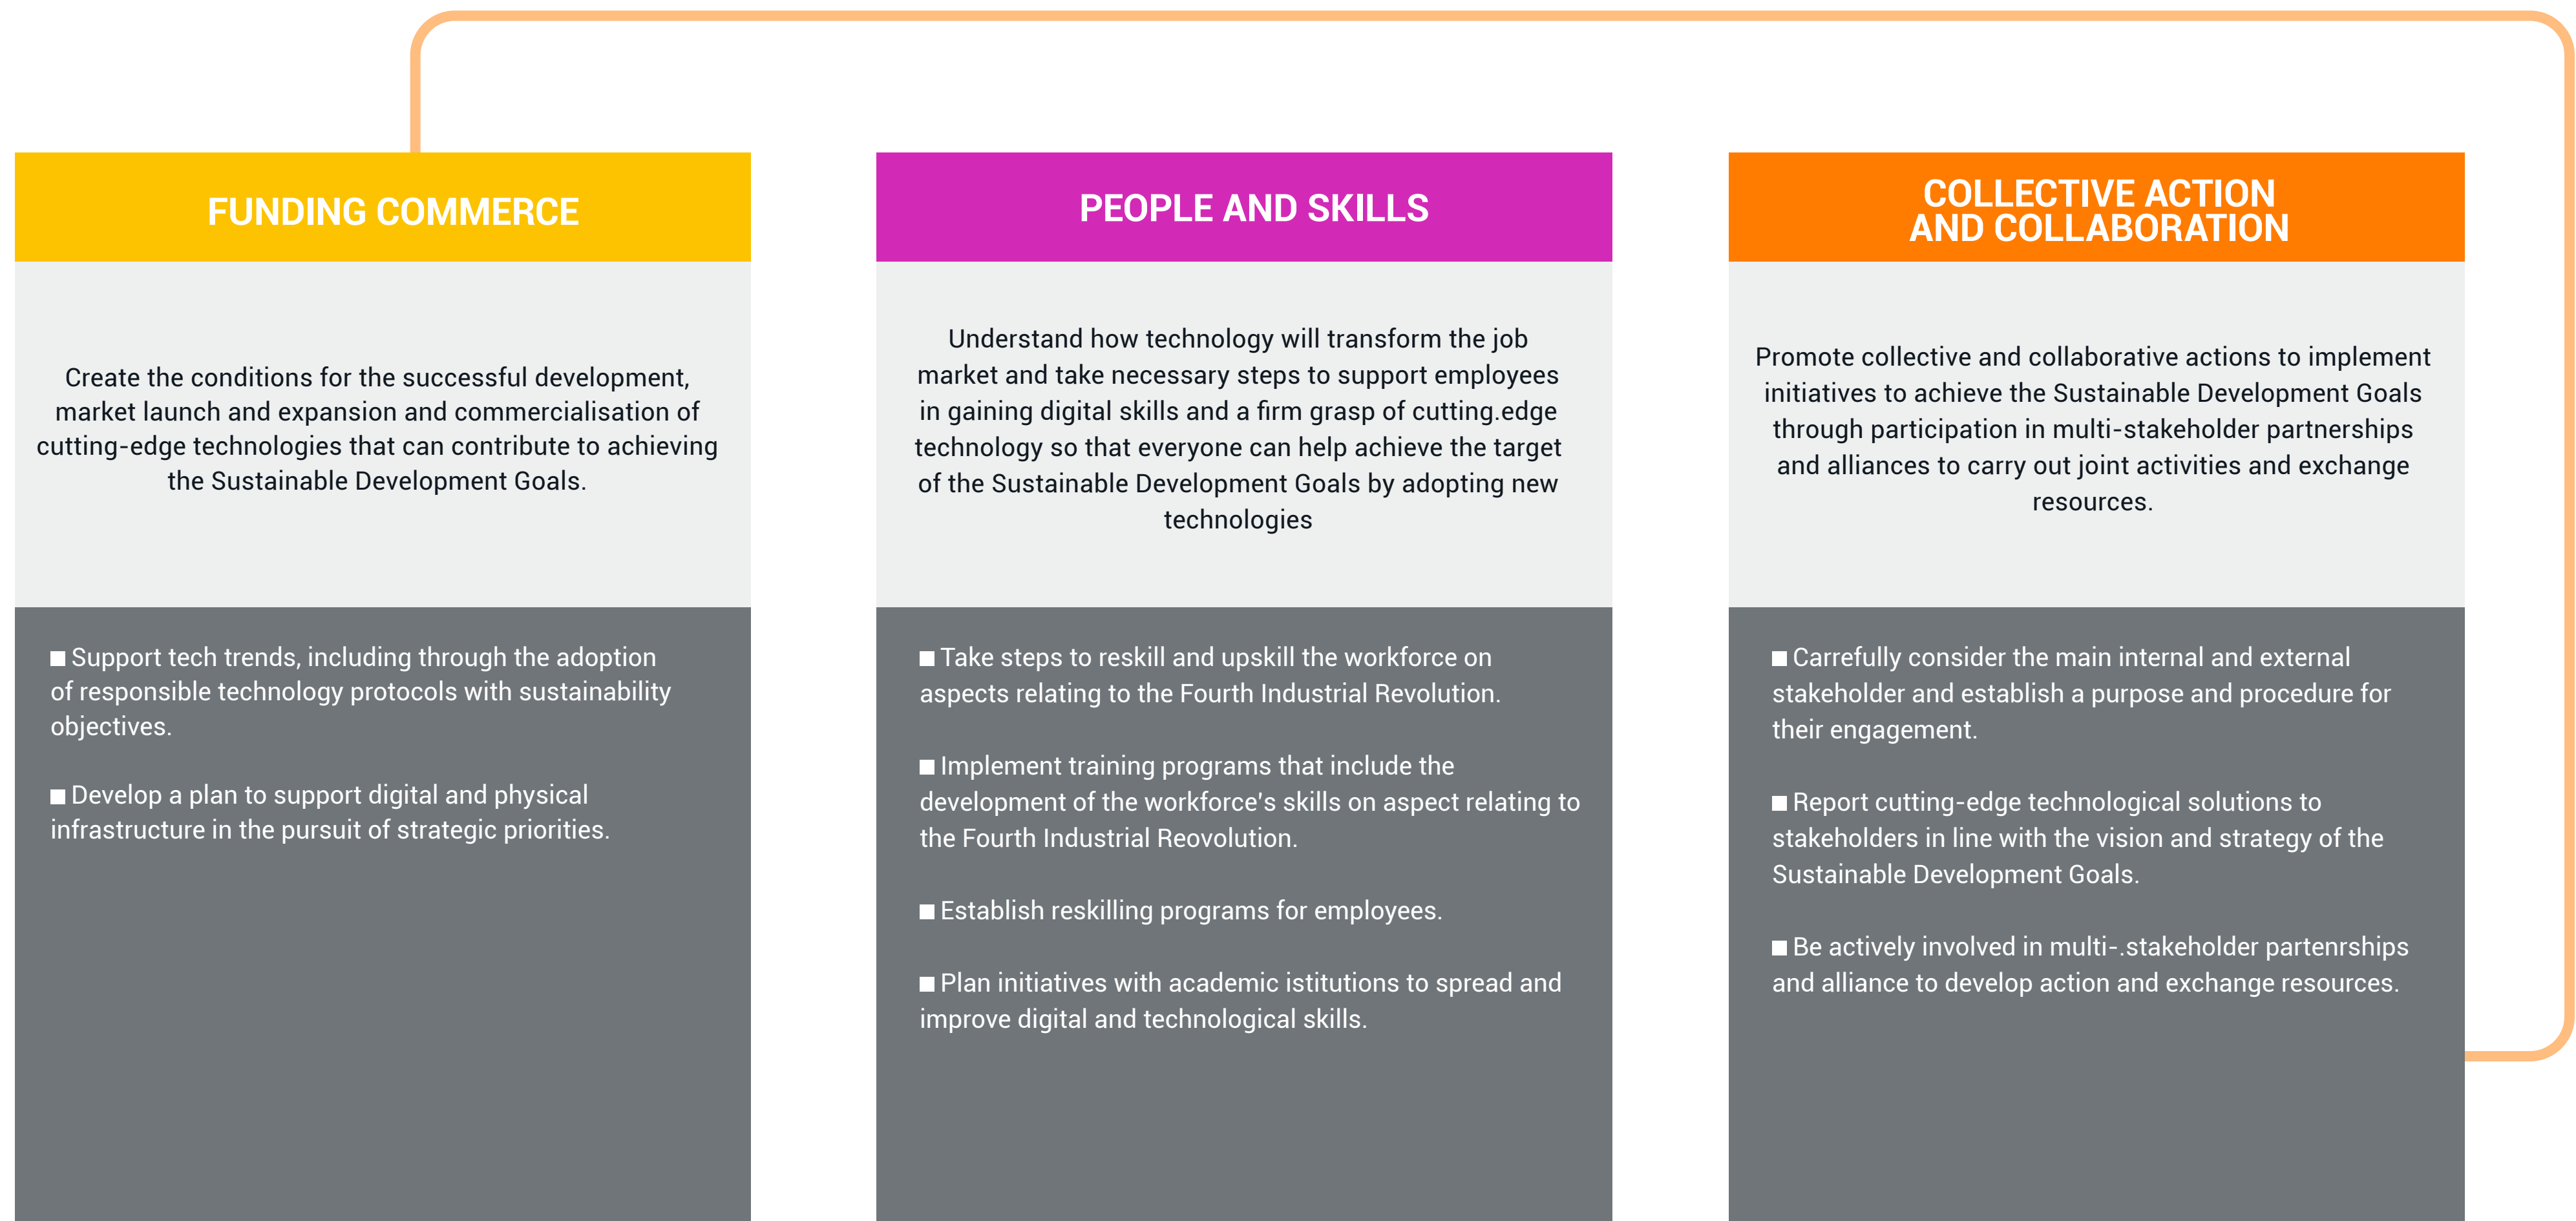 FUNDING COMMERCE
Create the conditions for the successful development,
market launch and expansion and commercialisation of
cutting-edge technologies that can contribute to achieving
the Sustainable Development Goals.
■ Support tech trends, including through the adoption
of responsible technology protocols with sustainability
objectives.
■ Develop a plan to support digital and physical
infrastructure in the pursuit of strategic priorities.
PEOPLE AND SKILLS
Understand how technology will transform the job
market and take necessary steps to support employees
in gaining digital skills and a firm grasp of cutting.edge
technology so that everyone can help achieve the target
of the Sustainable Development Goals by adopting new
technologies
■ Take steps to reskill and upskill the workforce on
aspects relating to the Fourth Industrial Revolution.
■ Implement training programs that include the
development of the workforce's skills on aspect relating to
the Fourth Industrial Reovolution.
■ Establish reskilling programs for employees.
■ Plan initiatives with academic istitutions to spread and
improve digital and technological skills.
COLLECTIVE ACTION
AND COLLABORATION
Promote collective and collaborative actions to implement
initiatives to achieve the Sustainable Development Goals
through participation in multi-stakeholder partnerships
and alliances to carry out joint activities and exchange
resources.
■ Carrefully consider the main internal and external
stakeholder and establish a purpose and procedure for
their engagement.
■ Report cutting-edge technological solutions to
stakeholders in line with the vision and strategy of the
Sustainable Development Goals.
■ Be actively involved in multi-.stakeholder partenrships
and alliance to develop action and exchange resources.